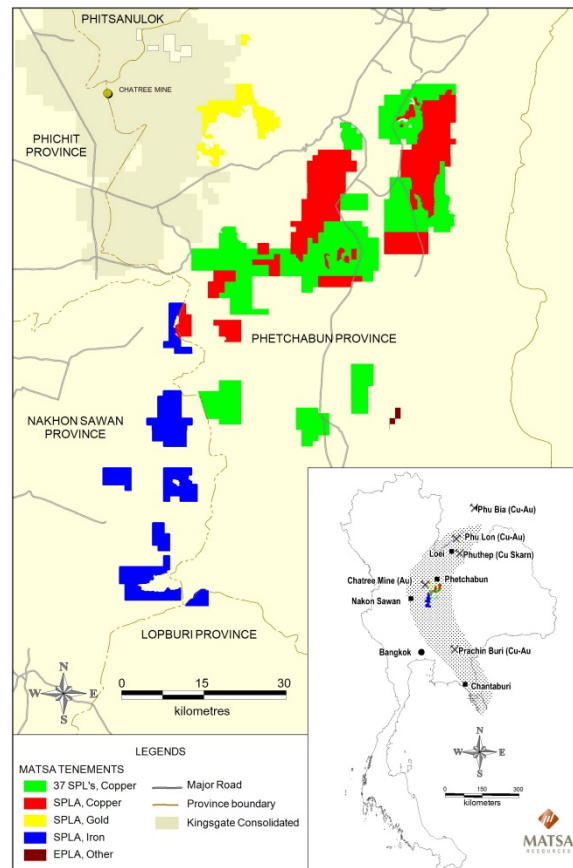 PHITSANULOK
CHATREE MINE
PHICHIT
PROVINCE
PHETCHABUN PROVINCE
NAKHON SAWAN
PROVINCE
LOPBURI PROVINCE
N
W E
S
0 15 30
kilometres
LEGENDS
MATSA TENEMENTS
37 SPL's, Copper
SPLA, Copper
SPLA, Gold
SPLA, Iron
EPLA, Other
Major Road
Province boundary
Kingsgate Consolidated
Phu Bia (Cu-Au)
Phu Lon (Cu-Au)
Loei
Puthep (Cu Skarn)
Chatree Mine (Au)
Phetchabun
Nakon Sawan
Prachin Buri (Cu-Au
Bangkok
Chantaburi
N
W E
S
0 150 300
kilometers
MATSA
RESOURCES